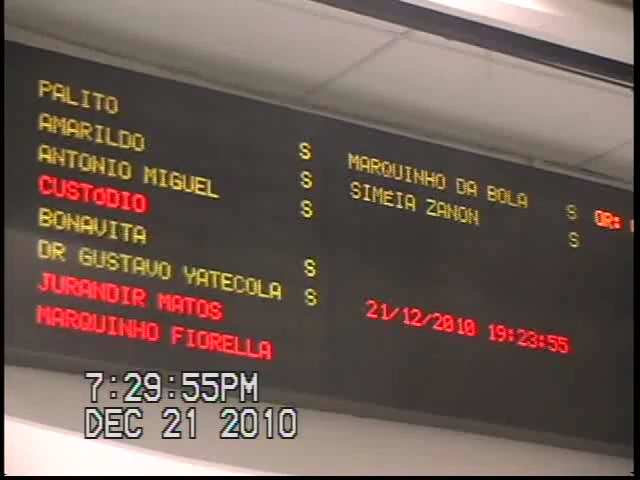 PALITO S MARQUINHO DA BOLA S OR:
AMARILDO S SIMEIA ZANON S
ANTONIO MIGUEL S
CUSTóDIO
BONAVITA S
DR GUSTAVO YATECOLA S
JURANDIR MATOS
MARQUINHO FIORELLA
21/12/2010 19:23:55
7:29:55PM
DEC 21 2010